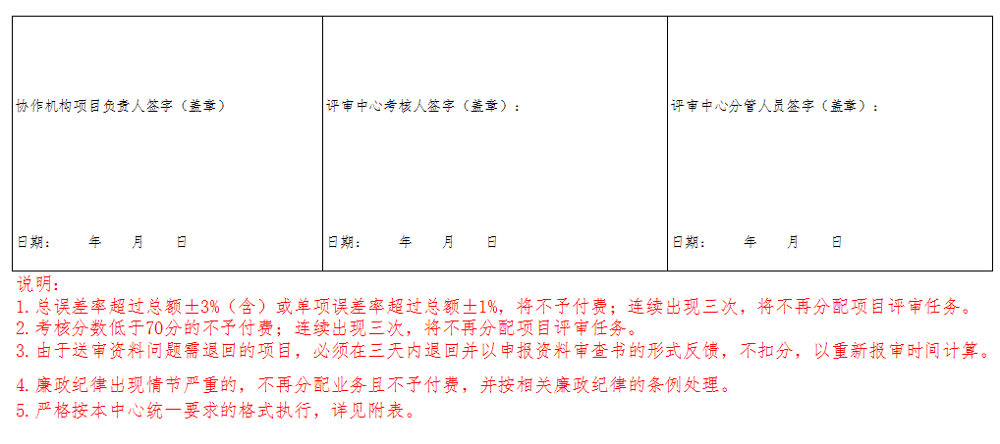 协作机构项目负责人签字（盖章）
评审中心考核人签字（盖章）：
评审中心分管人员签字（盖章）：
日期： 年 月 日
日期： 年 月 日
日期： 年 月 日
说明：
1. 总误差率超过总额±3%（含）或单项误差率超过总额±1%，将不予付费；连续出现三次，将不再分配项目评审任务。
2. 考核分数低于70分的不予付费；连续出现三次，将不再分配项目评审任务。
3. 由于送审资料问题需退回的项目，必须在三天内退回并以申报资料审查书的形式反馈，不扣分，以重新报审时间计算。
4. 廉政纪律出现情节严重的，不再分配业务且不予付费，并按相关廉政纪律的条例处理。
5. 严格按本中心统一要求的格式执行，详见附表。